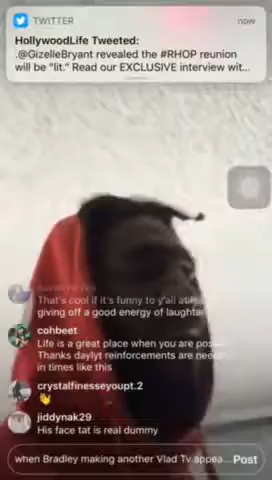 TWITTER
now
HollywoodLife Tweeted:
.@GizelleBryant revealed the #RHOP reunion
will be "lit." Read our EXCLUSIVE interview wit...
That's cool if it's funny to y'all
giving off a good energy of laughter
cohbeet
Life is a great place when you are
Thanks daylyt reinforcements are needed
in times like this
crystalfinesseyoupt.2
👋
jiddynak29
His face tat is real dummy
when Bradley making another Vlad Tv appea...
Post